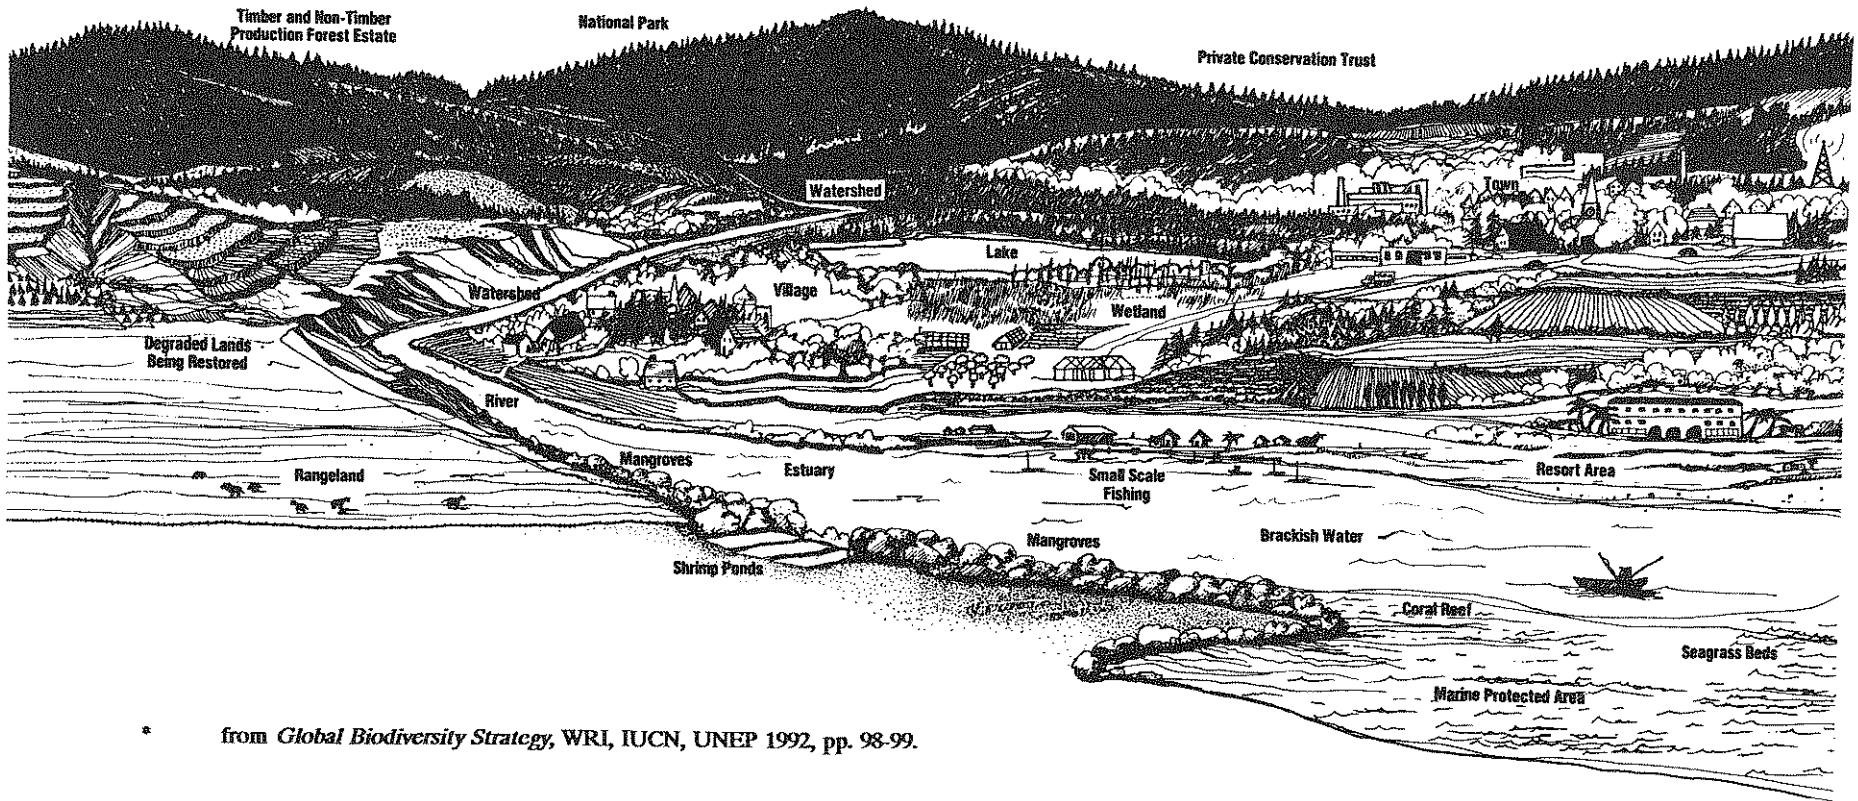 Timber and Non-Timber
Production Forest Estate
National Park
Private Conservation Trust
Watershed
Town
Lake
Watershed
Village
Wetland
Degraded Lands
Being Restored
River
Mangroves
Estuary
Rangeland
Small Scale
Fishing
Resort Area
Mangroves
Brackish Water
Shrimp Ponds
Coral Reef
Seagrass Beds
Marine Protected Area
* from Global Biodiversity Strategy, WRI, IUCN, UNEP 1992, pp. 98-99.